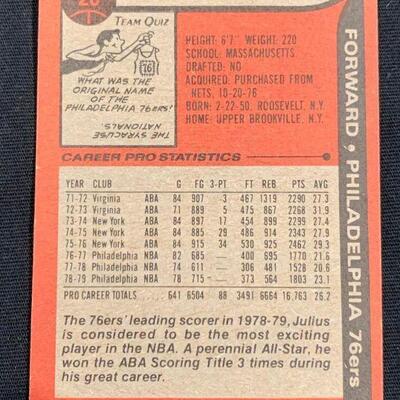 20
TEAM QUIZ
76
WHAT WAS THE
ORIGINAL NAME OF
THE PHILADELPHIA 76ERS?
THE SYRACUSE
NATIONALS.
HEIGHT: 6'7" WEIGHT: 220
SCHOOL: MASSACHUSETTS
DRAFTED: NO
ACQUIRED: PURCHASED FROM
NETS, 10-20-76
BORN: 2-22-50, ROOSEVELT, N.Y.
HOME: UPPER BROOKVILLE, N.Y.
FORWARD • PHILADELPHIA 76ers
CAREER PRO STATISTICS
YEAR CLUB G FG 3-PT FT REB. PTS AVG
71-72 Virginia ABA 84 907 3 467 1319 2290 27.3
72-73 Virginia ABA 71 889 5 475 867 2268 31.9
73-74 New York ABA 84 897 17 454 899 2299 27.4
74-75 New York ABA 84 885 29 486 914 2343 27.9
75-76 New York ABA 84 915 34 530 925 2462 29.3
76-77 Philadelphia NBA 82 685 — 400 695 1770 21.6
77-78 Philadelphia NBA 74 611 — 306 481 1528 20.6
78-79 Philadelphia NBA 78 715 — 373 564 1803 23.1
PRO CAREER TOTALS 641 6504 88 3491 6664 16,763 26.2
The 76ers' leading scorer in 1978-79, Julius
is considered to be the most exciting
player in the NBA. A perennial All-Star, he
won the ABA Scoring Title 3 times during
his great career.